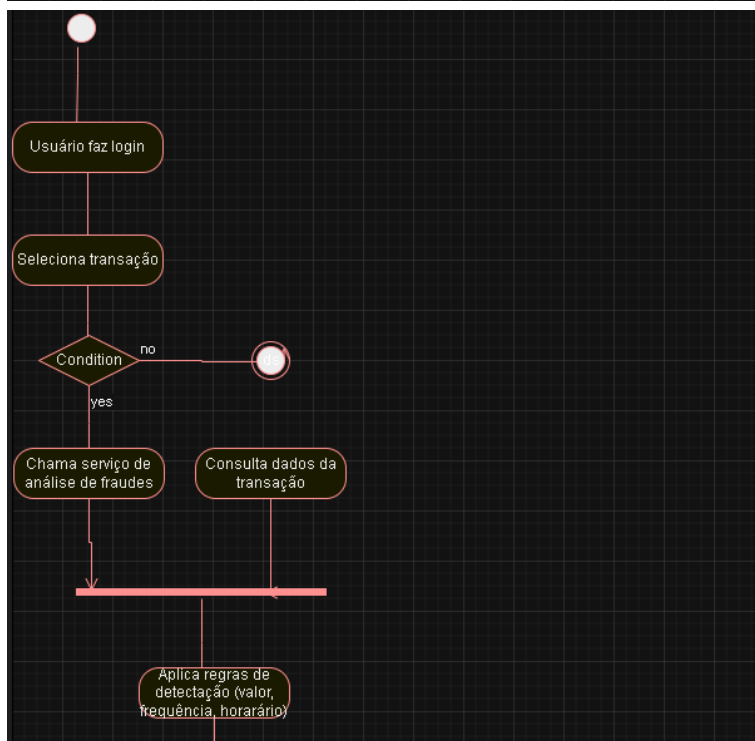 Usuário faz login
Seleciona transação
Condition
no
yes
Chama serviço de
análise de fraudes
Consulta dados da
transação
Aplica regras de
detectação (valor,
frequência, horarário)